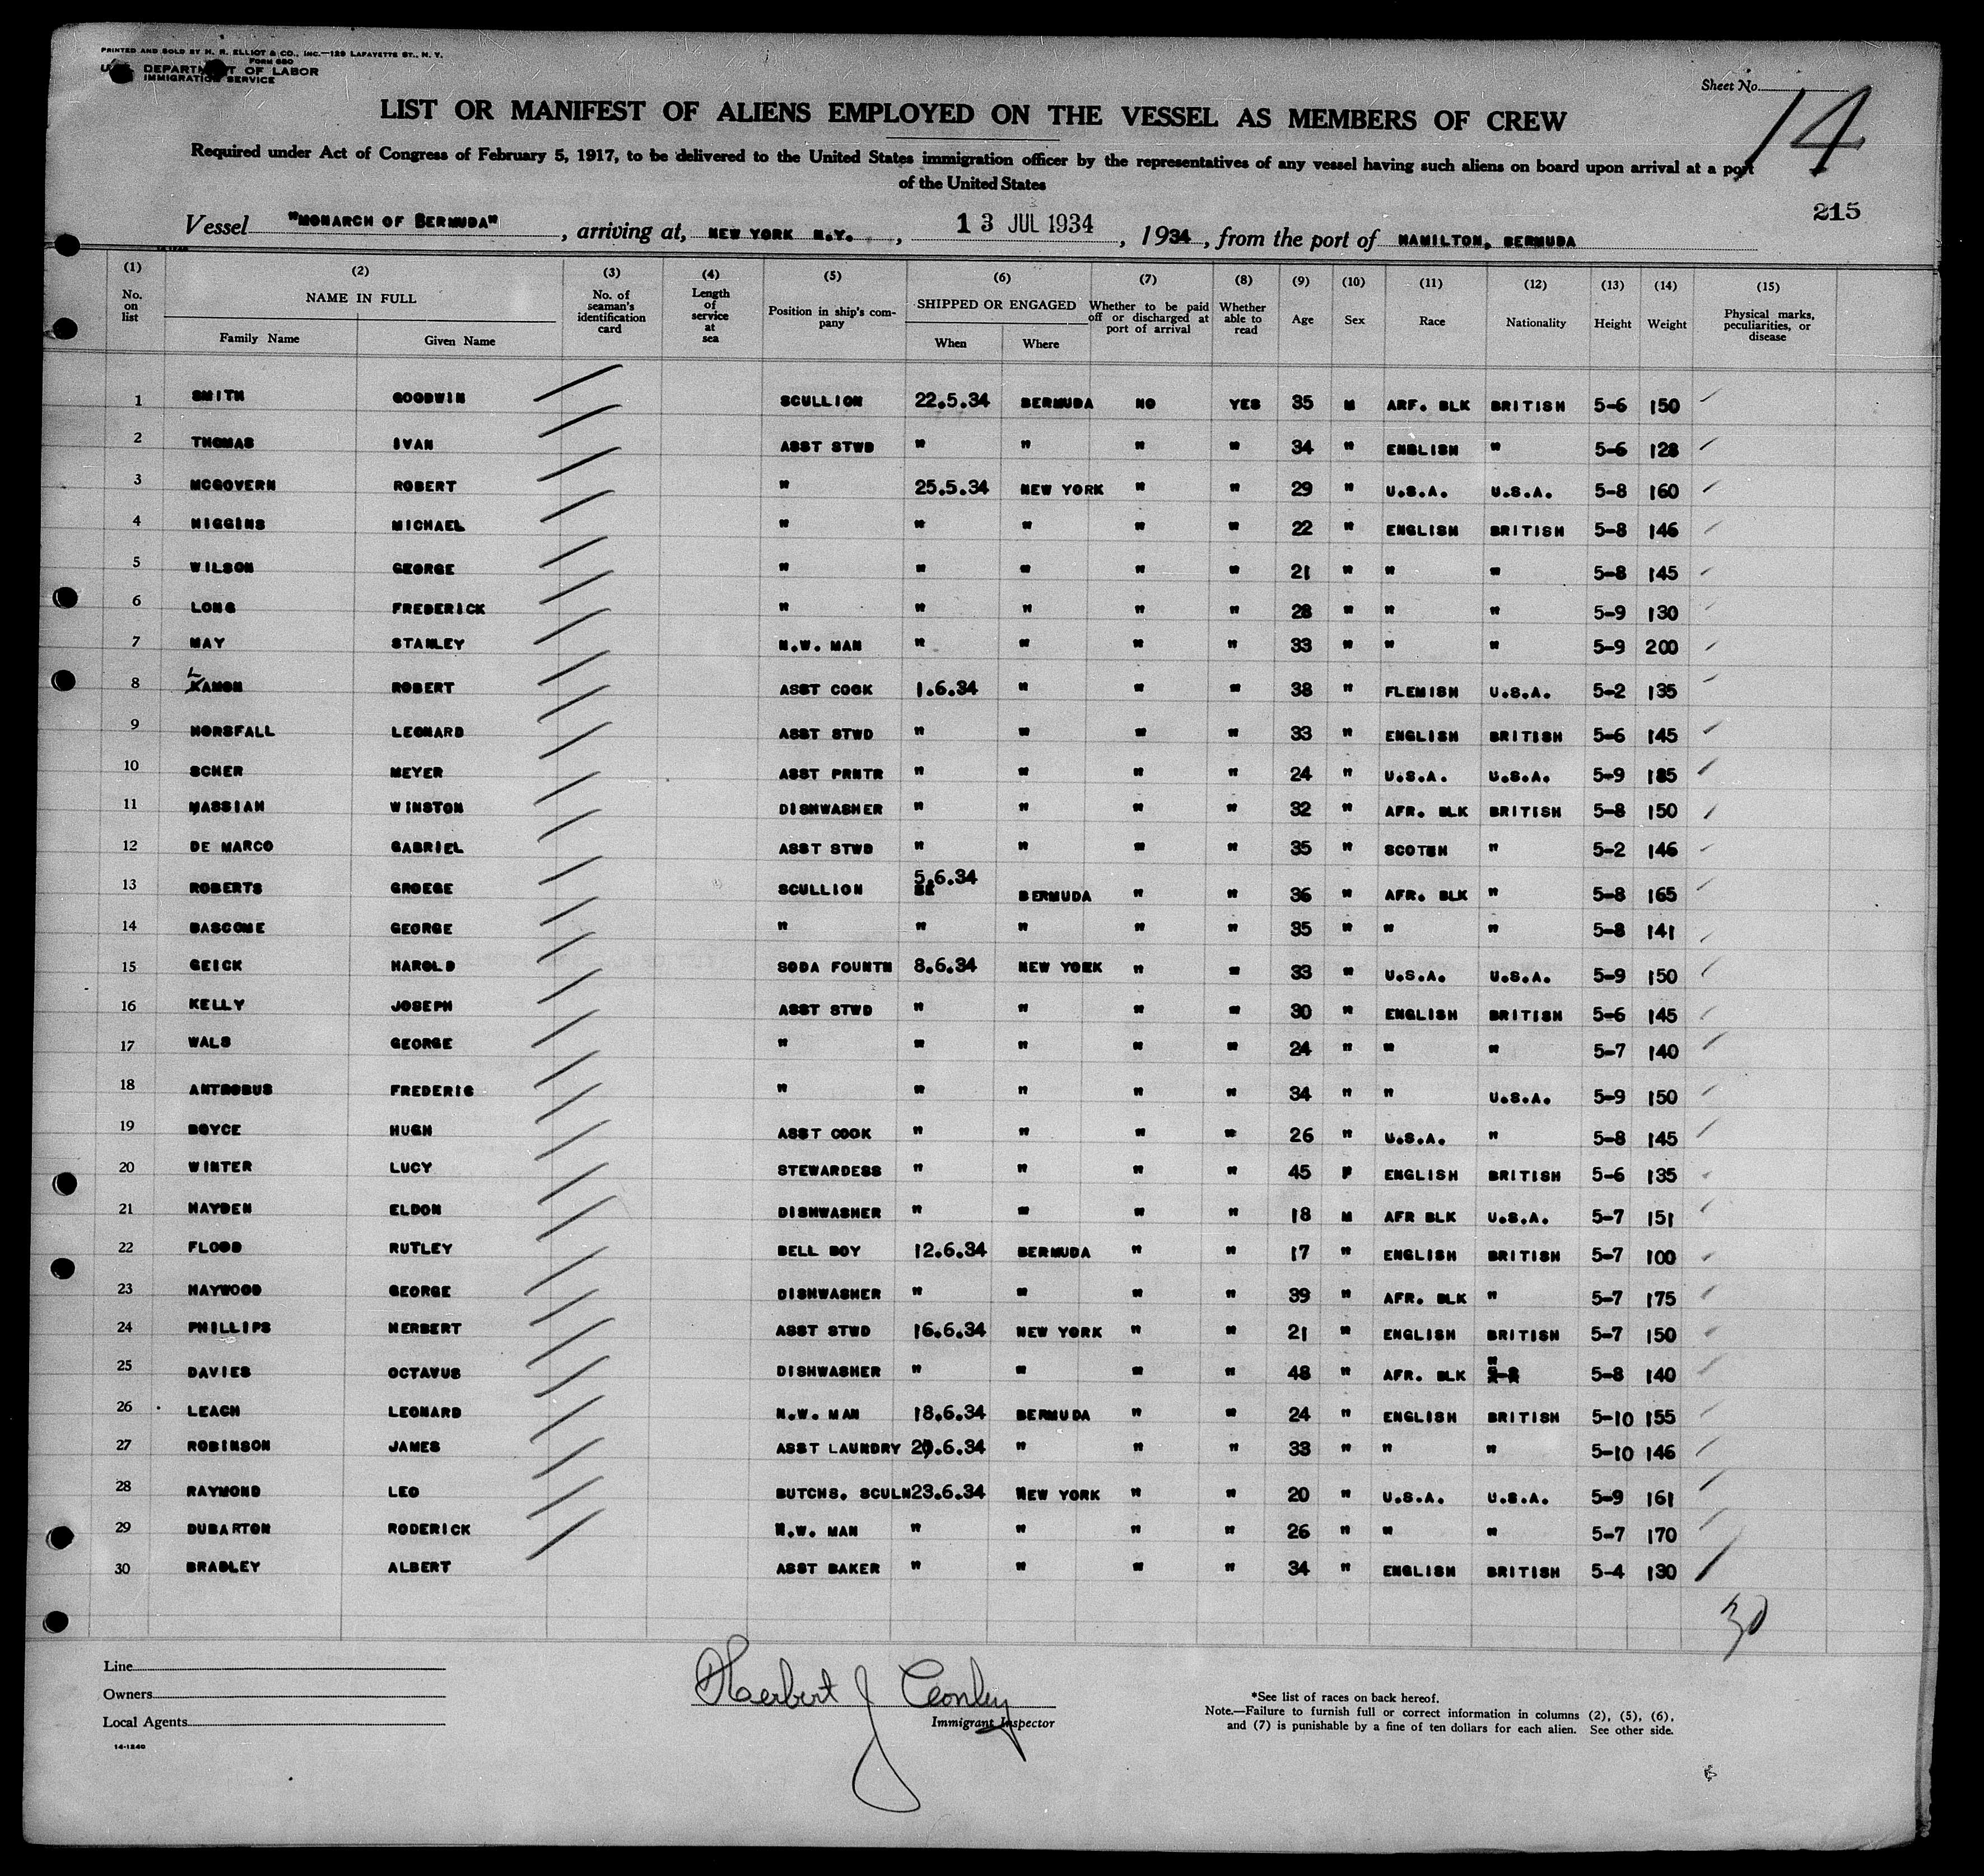 PRINTED AND SOLD BY H. R. ELLIOT & CO., INC.—129 LAFAYETTE ST., N. Y.
FORM 680
DEPARTMENT OF LABOR
IMMIGRATION SERVICE
Sheet No. 14
LIST OR MANIFEST OF ALIENS EMPLOYED ON THE VESSEL AS MEMBERS OF CREW
Required under Act of Congress of February 5, 1917, to be delivered to the United States immigration officer by the representatives of any vessel having such aliens on board upon arrival at a port
of the United States
215
Vessel "MONARCH OF BERMUDA", arriving at, NEW YORK N.Y., 13 JUL 1934, 1934, from the port of HAMILTON, BERMUDA
(1) (2) (3) (4) (5) (6) (7) (8) (9) (10) (11) (12) (13) (14) (15)
No. on list NAME IN FULL Family Name Given Name No. of seaman's identification card Length of service at sea Position in ship's company SHIPPED OR ENGAGED When Where Whether to be paid off or discharged at port of arrival Whether able to read Age Sex Race Nationality Height Weight Physical marks, peculiarities, or disease
1 SMITH GOODWIN SCULLION 22.5.34 BERMUDA NO YES 35 M ARF. BLK BRITISH 5-6 150
2 THOMAS IVAN ASST STWD " " " " 34 " ENGLISH " 5-6 128
3 MCGOVERN ROBERT " 25.5.34 NEW YORK " " 29 " U.S.A. U.S.A. 5-8 160
4 HIGGINS MICHAEL " " " " " 22 " ENGLISH BRITISH 5-8 146
5 WILSON GEORGE " " " " " 21 " " " 5-8 145
6 LONG FREDERICK " " " " " 28 " " " 5-9 130
7 MAY STANLEY N.W. MAN " " " " 33 " " " 5-9 200
8 LAMON ROBERT ASST COOK 1.6.34 " " " 38 " FLEMISH U.S.A. 5-2 135
9 HORSFALL LEONARD ASST STWD " " " " 33 " ENGLISH BRITISH 5-6 145
10 SCHER MEYER ASST PRNTR " " " " 24 " U.S.A. U.S.A. 5-9 185
11 MASSIAH WINSTON DISHWASHER " " " " 32 " AFR. BLK BRITISH 5-8 150
12 DE MARCO GABRIEL ASST STWD " " " " 35 " SCOTSH " 5-2 146
13 ROBERTS GROEGE SCULLION 5.6.34 BERMUDA " " 36 " AFR. BLK " 5-8 165
14 BASCOME GEORGE " " " " " 35 " " " 5-8 141
15 GEICK HAROLD SODA FOUNTN 8.6.34 NEW YORK " " 33 " U.S.A. U.S.A. 5-9 150
16 KELLY JOSEPH ASST STWD " " " " 30 " ENGLISH BRITISH 5-6 145
17 WALS GEORGE " " " " " 24 " " " 5-7 140
18 ANTROBUS FREDERIC " " " " " 34 " " U.S.A. 5-9 150
19 BOYCE HUGH ASST COOK " " " " 26 " U.S.A. " 5-8 145
20 WINTER LUCY STEWARDESS " " " " 45 F ENGLISH BRITISH 5-6 135
21 HAYDEN ELDON DISHWASHER " " " " 18 M AFR BLK U.S.A. 5-7 151
22 FLOOD RUTLEY BELL BOY 12.6.34 BERMUDA " " 17 " ENGLISH BRITISH 5-7 100
23 HAYWOOD GEORGE DISHWASHER " " " " 39 " AFR. BLK " 5-7 175
24 PHILLIPS HERBERT ASST STWD 16.6.34 NEW YORK " " 21 " ENGLISH BRITISH 5-7 150
25 DAVIES OCTAVUS DISHWASHER " " " " 48 " AFR. BLK " 5-8 140
26 LEACH LEONARD N.W. MAN 18.6.34 BERMUDA " " 24 " ENGLISH BRITISH 5-10 155
27 ROBINSON JAMES ASST LAUNDRY 20.6.34 " " " 33 " " " 5-10 146
28 RAYMOND LEO BUTCHS. SCULN 23.6.34 NEW YORK " " 20 " U.S.A. U.S.A. 5-9 161
29 DUBARTON RODERICK N.W. MAN " " " " 26 " " " 5-7 170
30 BRADLEY ALBERT ASST BAKER " " " " 34 " ENGLISH BRITISH 5-4 130
30
Line
Owners
Local Agents
14-1240
Herbert J Conley
Immigrant Inspector
*See list of races on back hereof.
Note.—Failure to furnish full or correct information in columns (2), (5), (6),
and (7) is punishable by a fine of ten dollars for each alien. See other side.